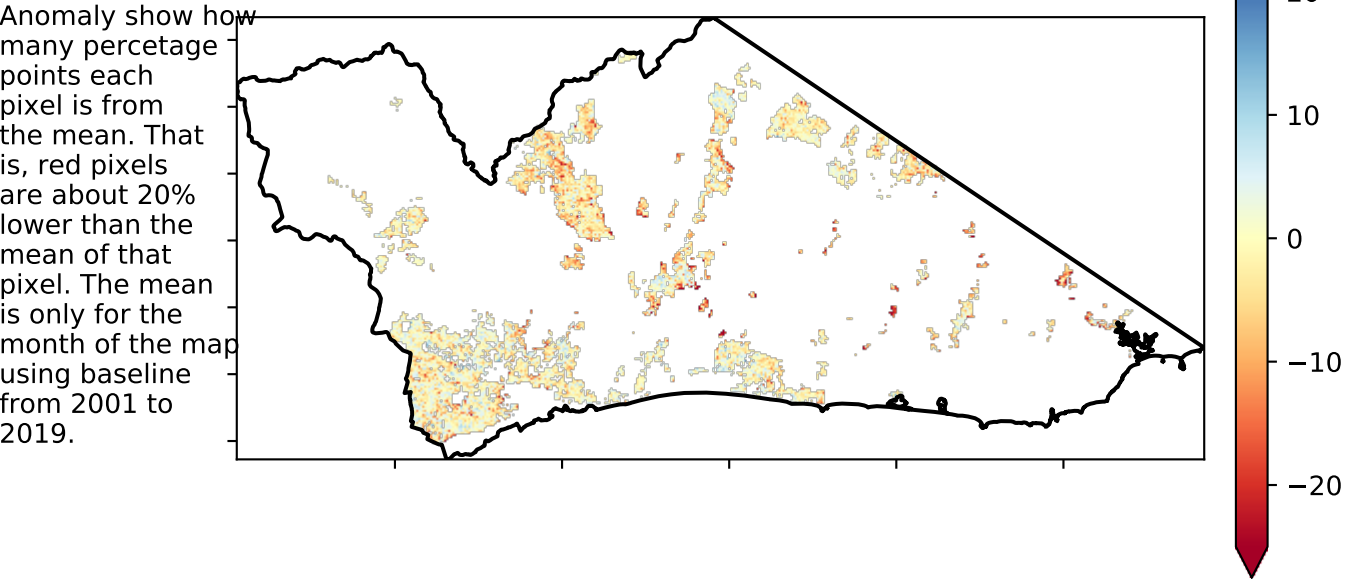 Anomaly show how
many percetage
points each
pixel is from
the mean. That
is, red pixels
are about 20%
lower than the
mean of that
pixel. The mean
is only for the
month of the map
using baseline
from 2001 to
2019.
10
0
−10
−20